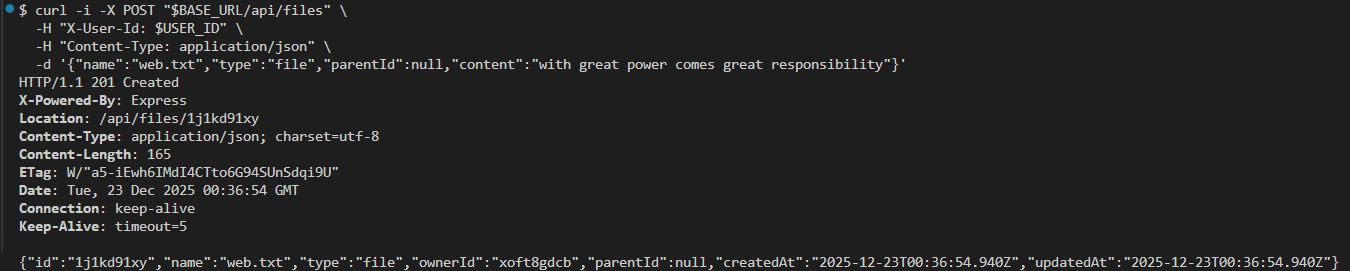 $ curl -i -X POST "$BASE_URL/api/files" \
-H "X-User-Id: $USER_ID" \
-H "Content-Type: application/json" \
-d '{"name":"web.txt","type":"file","parentId":null,"content":"with great power comes great responsibility"}'
HTTP/1.1 201 Created
X-Powered-By: Express
Location: /api/files/1j1kd91xy
Content-Type: application/json; charset=utf-8
Content-Length: 165
ETag: W/"a5-iEwh6IMdI4CTto6G94SUnSdqi9U"
Date: Tue, 23 Dec 2025 00:36:54 GMT
Connection: keep-alive
Keep-Alive: timeout=5
{"id":"1j1kd91xy","name":"web.txt","type":"file","ownerId":"xoft8gdcb","parentId":null,"createdAt":"2025-12-23T00:36:54.940Z","updatedAt":"2025-12-23T00:36:54.940Z"}